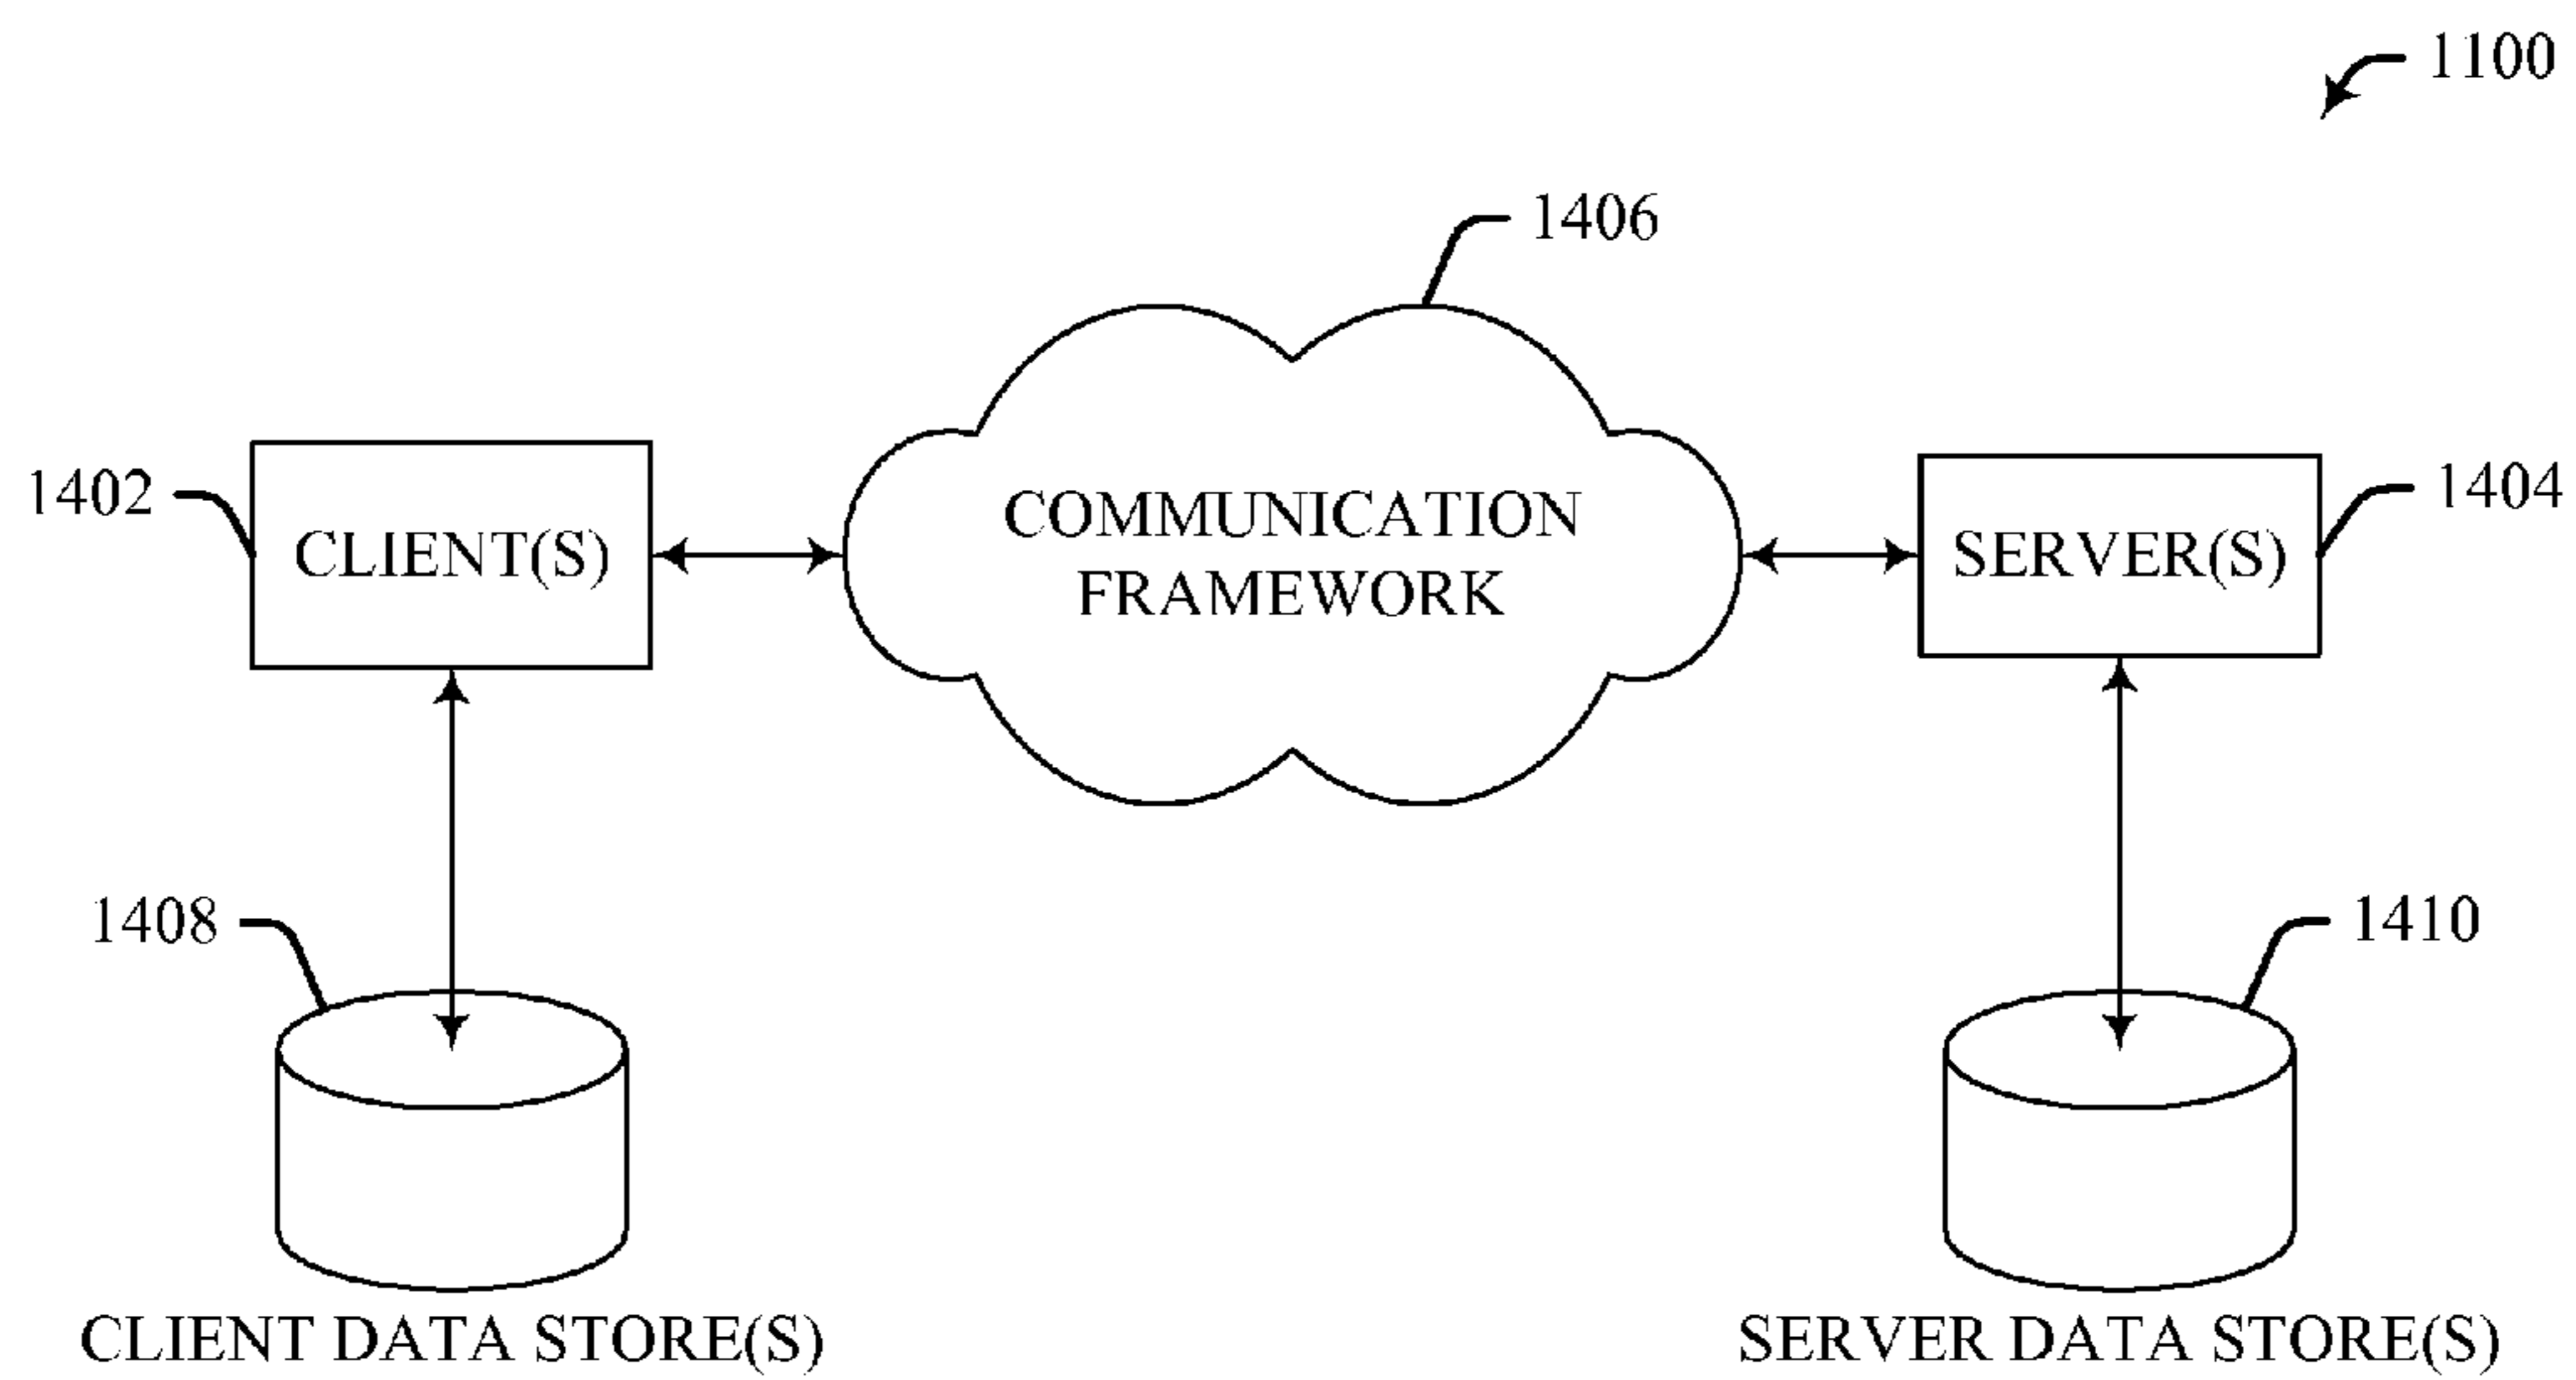 1100
1406
1402
CLIENT(S)
COMMUNICATION
FRAMEWORK
SERVER(S)
1404
1408
1410
CLIENT DATA STORE(S)
SERVER DATA STORE(S)